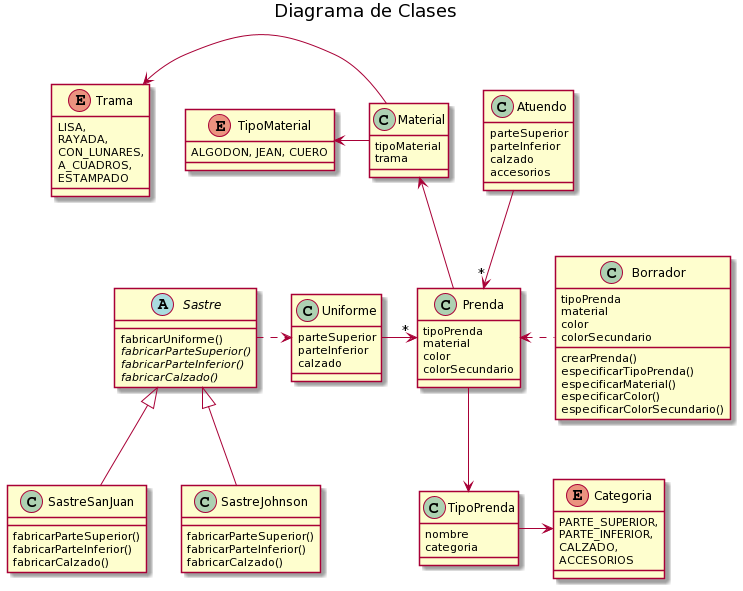 Diagrama de Clases
E Trama
LISA,
RAYADA,
CON_LUNARES,
A_CUADROS,
ESTAMPADO
E TipoMaterial
ALGODON, JEAN, CUERO
C Material
tipoMaterial
trama
C Atuendo
parteSuperior
parteInferior
calzado
accesorios
*
A Sastre
fabricarUniforme()
fabricarParteSuperior()
fabricarParteInferior()
fabricarCalzado()
C Uniforme
parteSuperior
parteInferior
calzado
*
C Prenda
tipoPrenda
material
color
colorSecundario
C Borrador
tipoPrenda
material
color
colorSecundario
crearPrenda()
especificarTipoPrenda()
especificarMaterial()
especificarColor()
especificarColorSecundario()
C SastreSanJuan
fabricarParteSuperior()
fabricarParteInferior()
fabricarCalzado()
C SastreJohnson
fabricarParteSuperior()
fabricarParteInferior()
fabricarCalzado()
C TipoPrenda
nombre
categoria
E Categoria
PARTE_SUPERIOR,
PARTE_INFERIOR,
CALZADO,
ACCESORIOS